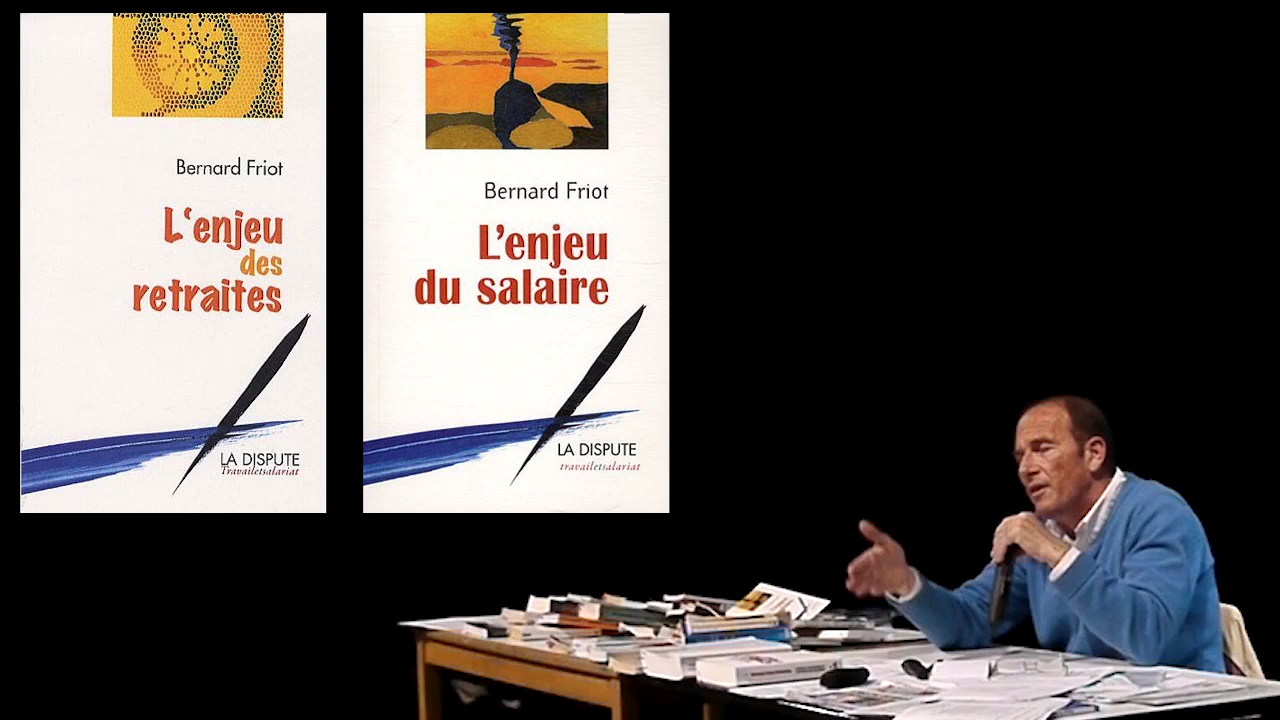 Bernard Friot
L'enjeu
des
retraites
LA DISPUTE
Travailetsalariat
Bernard Friot
L'enjeu
du salaire
LA DISPUTE
travailetsalariat